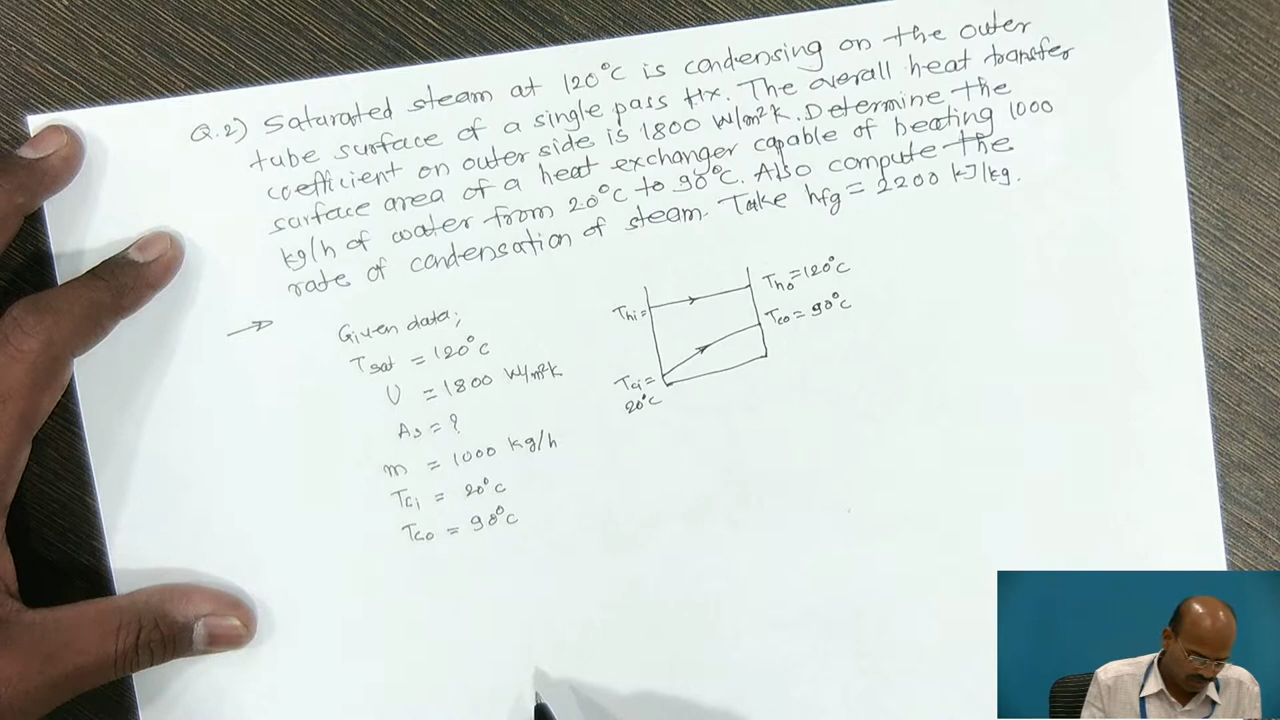 Q.2) Saturated steam at 120°C is condensing on the outer
tube surface of a single pass Hx. The overall heat transfer
coefficient on outer side is 1800 W/m²k. Determine the
surface area of a heat exchanger capable of heating 1000
kg/h of water from 20°C to 90°C. Also compute the
rate of condensation of steam. Take hfg = 2200 kJ/kg.
→ Given data;
Tsat = 120°C
U = 1800 W/m²k
As = ?
m = 1000 kg/h
Tci = 20°C
Tco = 90°C
Tho = 120°C
Thi =
Tco = 90°C
Tci =
20°C